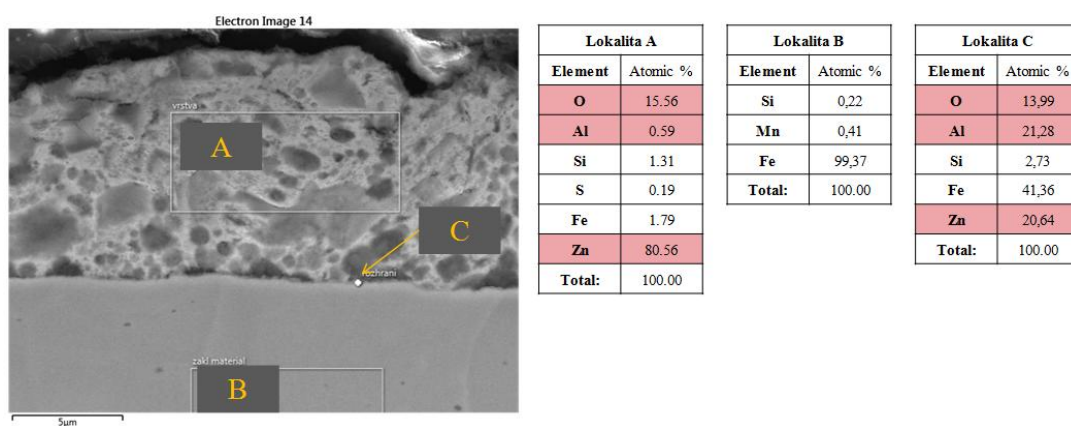 Electron Image 14
vrstva
A
C
rozhrani
zakl material
B
5µm
Lokalita A
Element Atomic %
O 15.56
Al 0.59
Si 1.31
S 0.19
Fe 1.79
Zn 80.56
Total: 100.00
Lokalita B
Element Atomic %
Si 0,22
Mn 0,41
Fe 99,37
Total: 100.00
Lokalita C
Element Atomic %
O 13,99
Al 21,28
Si 2,73
Fe 41,36
Zn 20,64
Total: 100.00